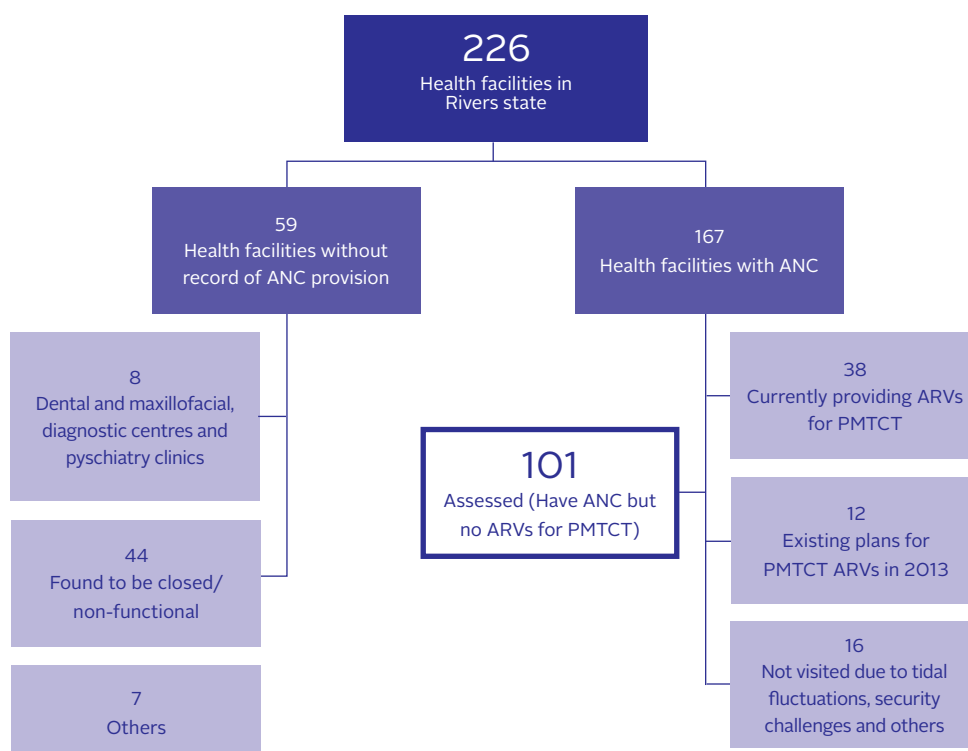 226
Health facilities in
Rivers state
59
Health facilities without
record of ANC provision
167
Health facilities with ANC
8
Dental and maxillofacial,
diagnostic centres and
pyschiatry clinics
44
Found to be closed/
non-functional
7
Others
101
Assessed (Have ANC but
no ARVs for PMTCT)
38
Currently providing ARVs
for PMTCT
12
Existing plans for
PMTCT ARVs in 2013
16
Not visited due to tidal
fluctuations, security
challenges and others